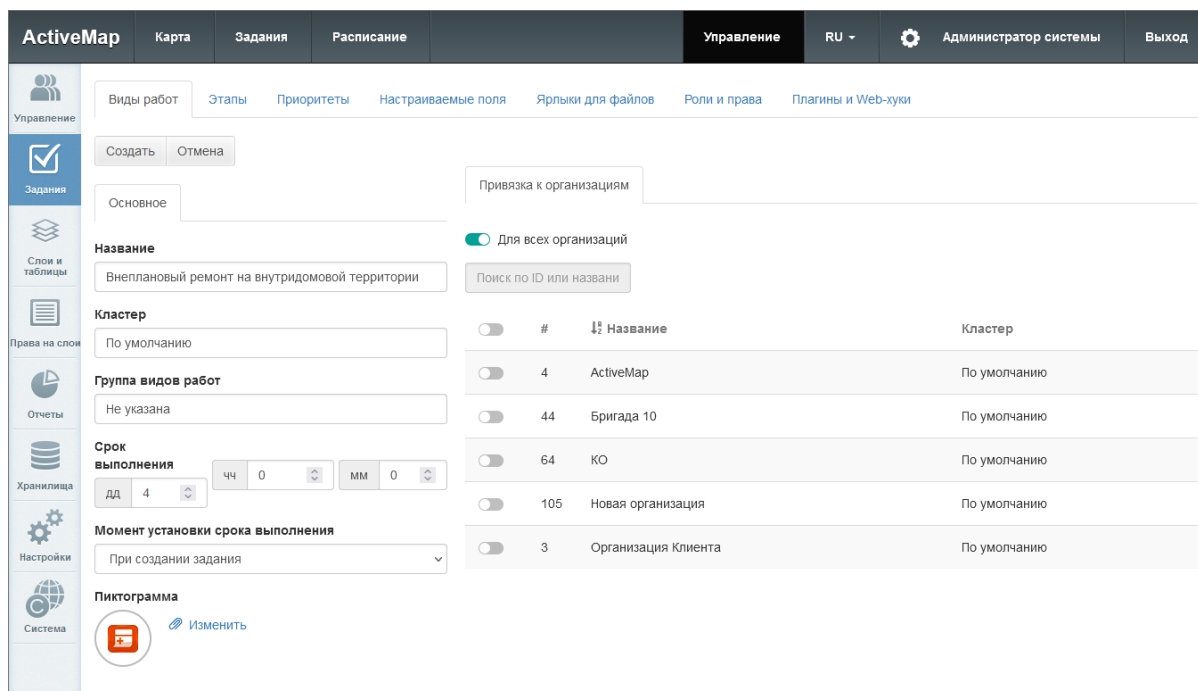 ActiveMap Карта Задания Расписание Управление RU Администратор системы Выход
Управление
Задания
Слои и
таблицы
Права на слои
Отчеты
Хранилища
Настройки
C
Система
Виды работ Этапы Приоритеты Настраиваемые поля Ярлыки для файлов Роли и права Плагины и Web-хуки
Создать Отмена
Основное
Название
Внеплановый ремонт на внутридомовой территории
Кластер
По умолчанию
Группа видов работ
Не указана
Срок
выполнения
дд 4 чч 0 мм 0
Момент установки срока выполнения
При создании задания
Пиктограмма
Изменить
Привязка к организациям
Для всех организаций
Поиск по ID или названи
# Название Кластер
4 ActiveMap По умолчанию
44 Бригада 10 По умолчанию
64 КО По умолчанию
105 Новая организация По умолчанию
3 Организация Клиента По умолчанию